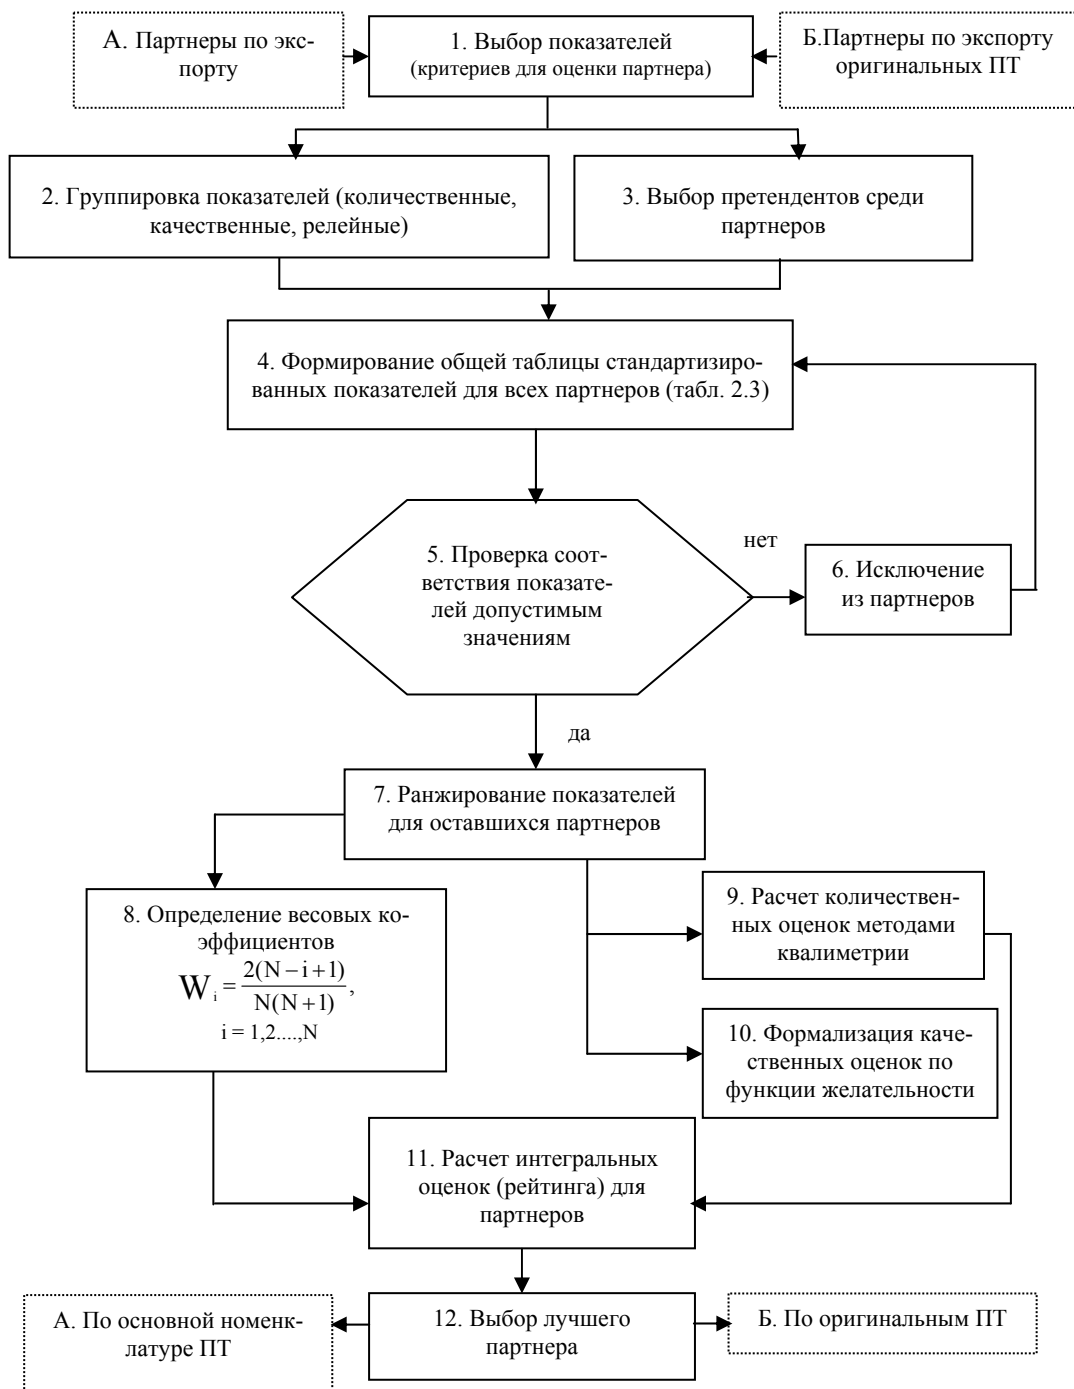 А. Партнеры по экс-
порту
1. Выбор показателей
(критериев для оценки партнера)
Б.Партнеры по экспорту
оригинальных ПТ
2. Группировка показателей (количественные,
качественные, релейные)
3. Выбор претендентов среди
партнеров
4. Формирование общей таблицы стандартизиро-
ванных показателей для всех партнеров (табл. 2.3)
5. Проверка соот-
ветствия показате-
лей допустимым
значениям
нет
6. Исключение
из партнеров
да
7. Ранжирование показателей
для оставшихся партнеров
8. Определение весовых ко-
эффициентов
W_i = 2(N − i + 1) / N(N + 1),
i = 1,2....,N
9. Расчет количествен-
ных оценок методами
квалиметрии
10. Формализация каче-
ственных оценок по
функции желательности
11. Расчет интегральных
оценок (рейтинга) для
партнеров
12. Выбор лучшего
партнера
А. По основной номенк-
латуре ПТ
Б. По оригинальным ПТ